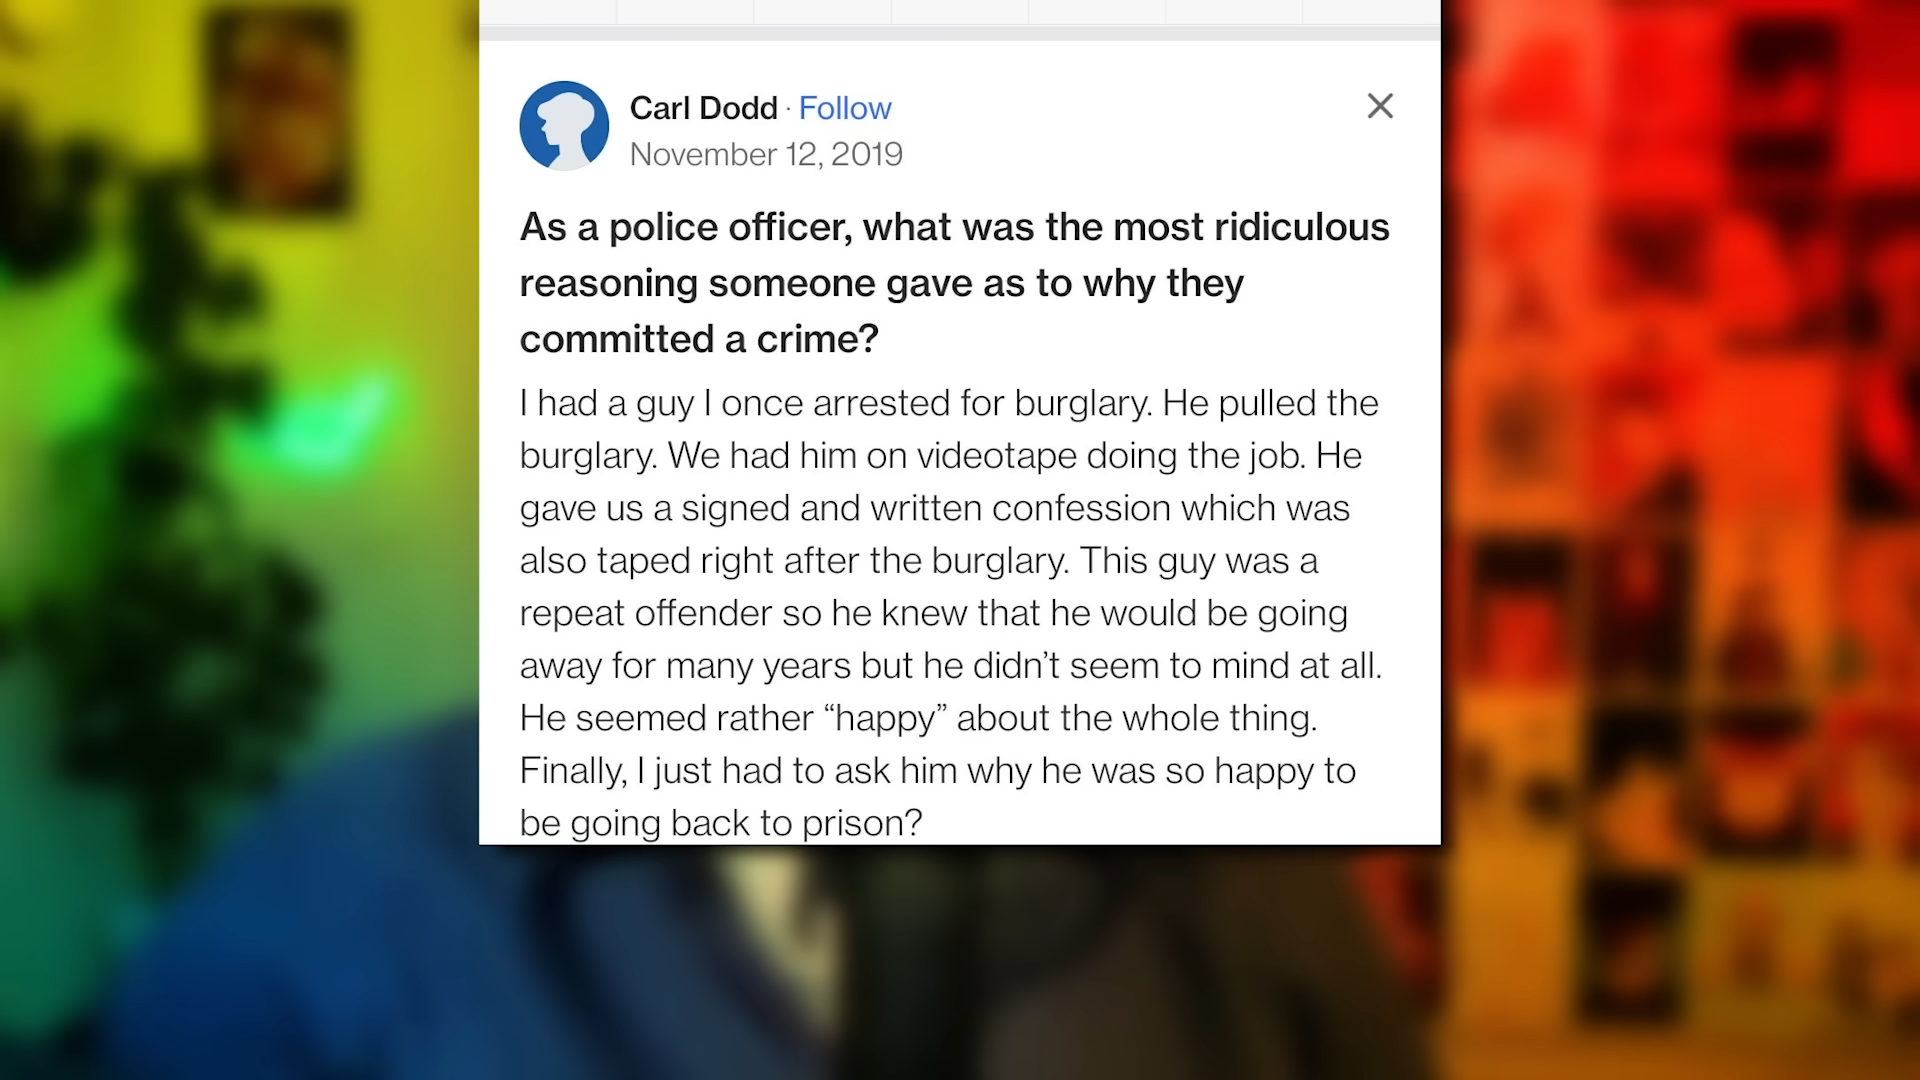 Carl Dodd · Follow
November 12, 2019
As a police officer, what was the most ridiculous
reasoning someone gave as to why they
committed a crime?
I had a guy I once arrested for burglary. He pulled the
burglary. We had him on videotape doing the job. He
gave us a signed and written confession which was
also taped right after the burglary. This guy was a
repeat offender so he knew that he would be going
away for many years but he didn’t seem to mind at all.
He seemed rather “happy” about the whole thing.
Finally, I just had to ask him why he was so happy to
be going back to prison?